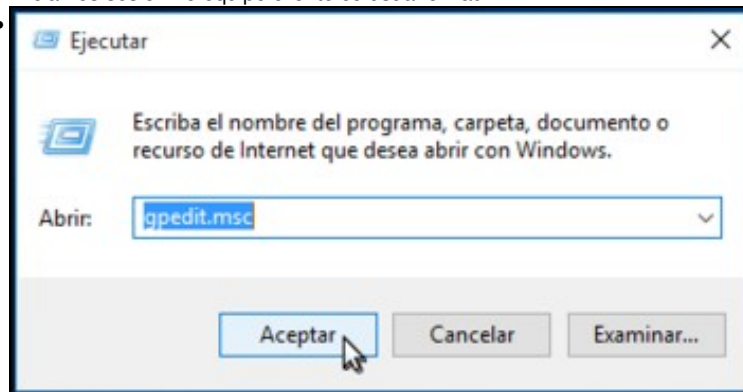 Ejecutar
Escriba el nombre del programa, carpeta, documento o
recurso de Internet que desea abrir con Windows.
Abrir:
gpedit.msc
Aceptar
Cancelar
Examinar...